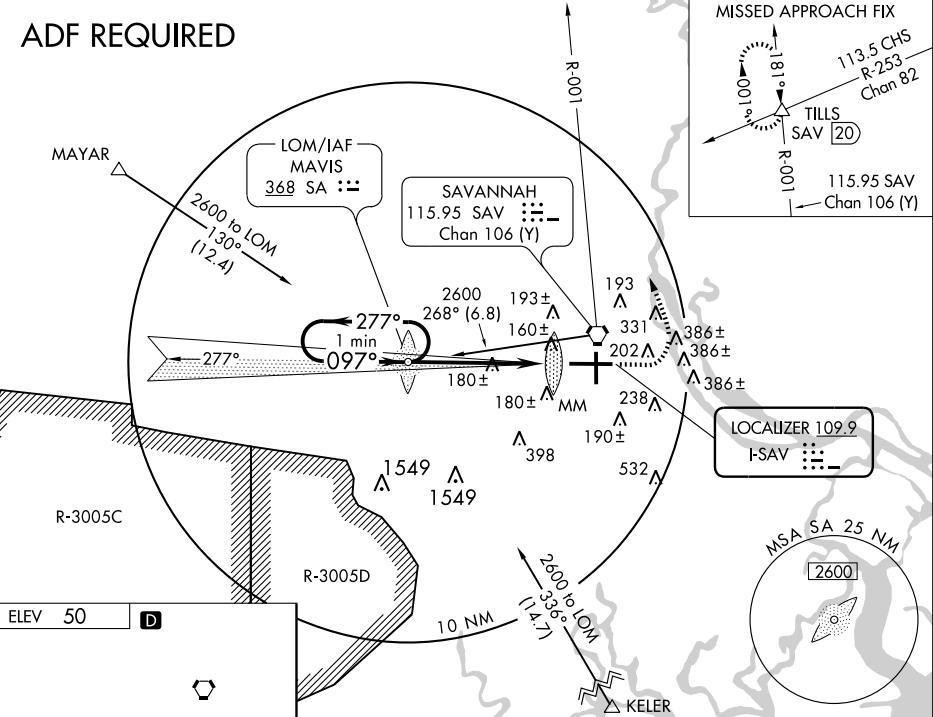 ADF REQUIRED
MISSED APPROACH FIX
113.5 CHS
R-253
Chan 82
181°
001°
TILLS
SAV 20
R-001
115.95 SAV
Chan 106 (Y)
R-001
MAYAR
LOM/IAF
MAVIS
368 SA
SAVANNAH
115.95 SAV
Chan 106 (Y)
2600 to LOM
130°
(12.4)
2600
268° (6.8)
193±
193
331
160±
386±
386±
386±
202
277°
1 min
097°
277°
180±
180±
MM
238
190±
LOCALIZER 109.9
I-SAV
398
532
1549
1549
R-3005C
R-3005D
MSA SA 25 NM
2600
2600 to LOM
336°
(14.7)
10 NM
ELEV 50
D
KELER